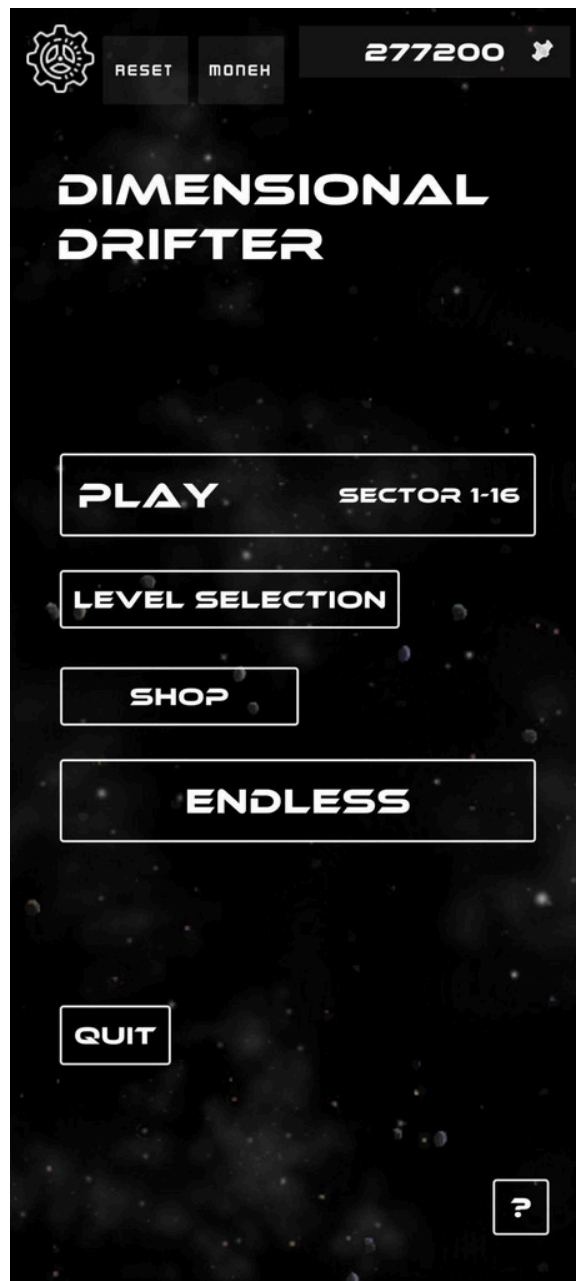 RESET
MONEH
277200
DIMENSIONAL
DRIFTER
PLAY SECTOR 1-16
LEVEL SELECTION
SHOP
ENDLESS
QUIT
?